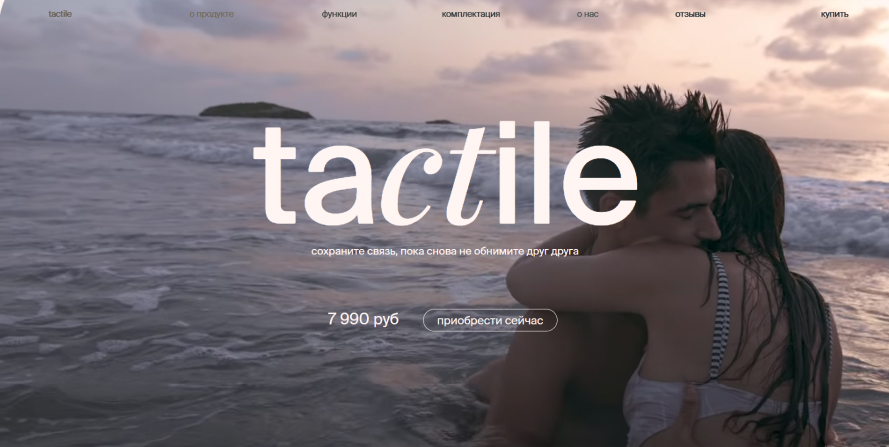 tactile о продукте функции комплектация о нас отзывы купить
tactile
сохраните связь, пока снова не обнимите друг друга
7 990 руб приобрести сейчас